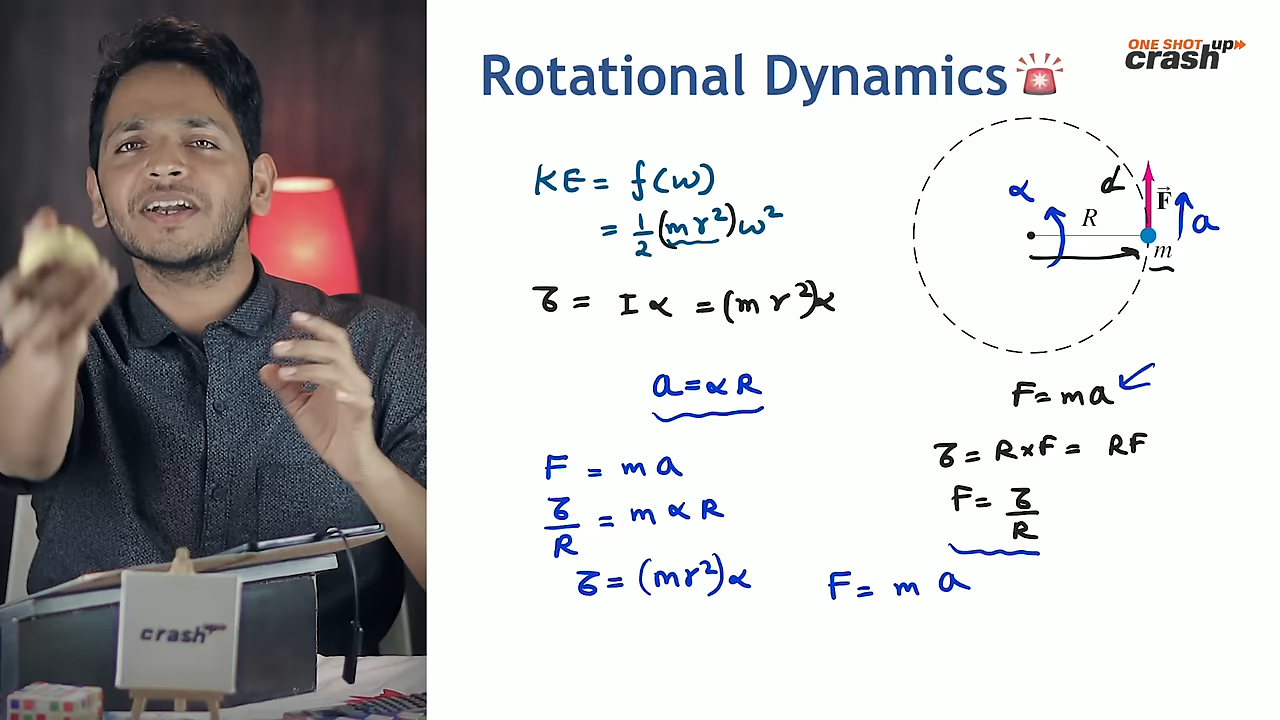 Rotational Dynamics
ONE SHOT
crash up
KE = f(ω)
= 1/2 (mr²)ω²
τ = Iα = (mr²)α
a = αR
F = ma
τ/R = mαR
τ = (mr²)α
α
R
d
F⃗
a
m
F = ma
τ = R×F = RF
F = τ/R
F = ma
crash up